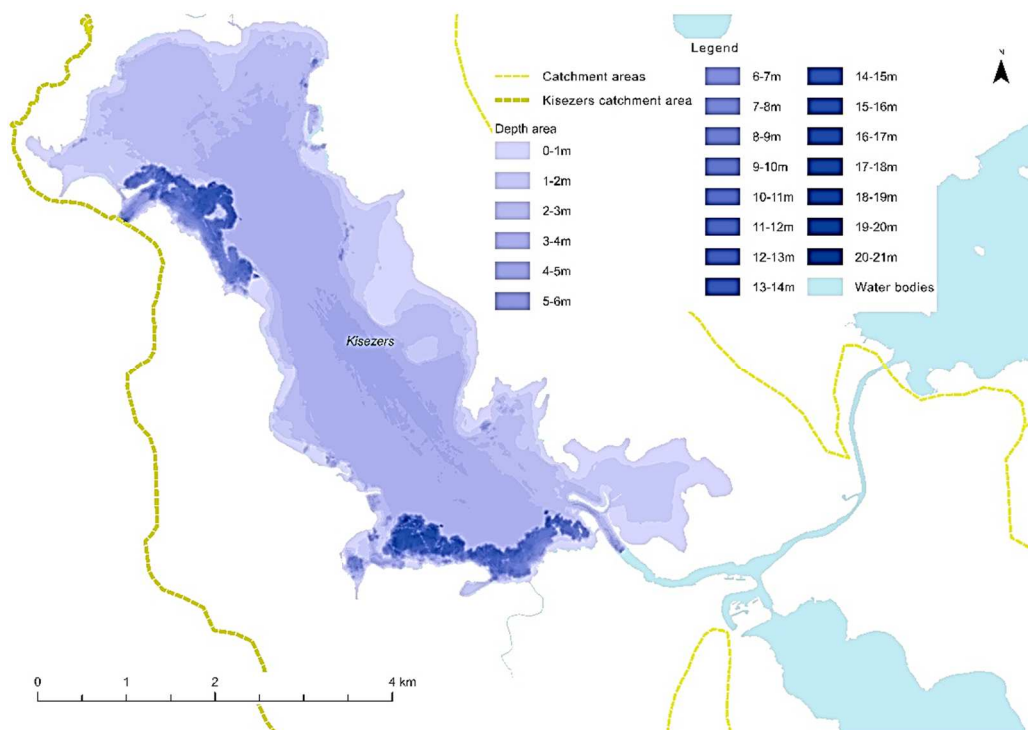 Legend
N
Catchment areas
Kisezers catchment area
Depth area
0-1m
1-2m
2-3m
3-4m
4-5m
5-6m
6-7m
7-8m
8-9m
9-10m
10-11m
11-12m
12-13m
13-14m
14-15m
15-16m
16-17m
17-18m
18-19m
19-20m
20-21m
Water bodies
Kisezers
0 1 2 4 km